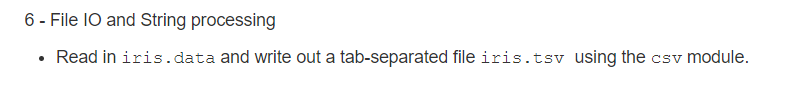 6 - File IO and String processing
• Read in iris.data and write out a tab-separated file iris.tsv using the csv module.